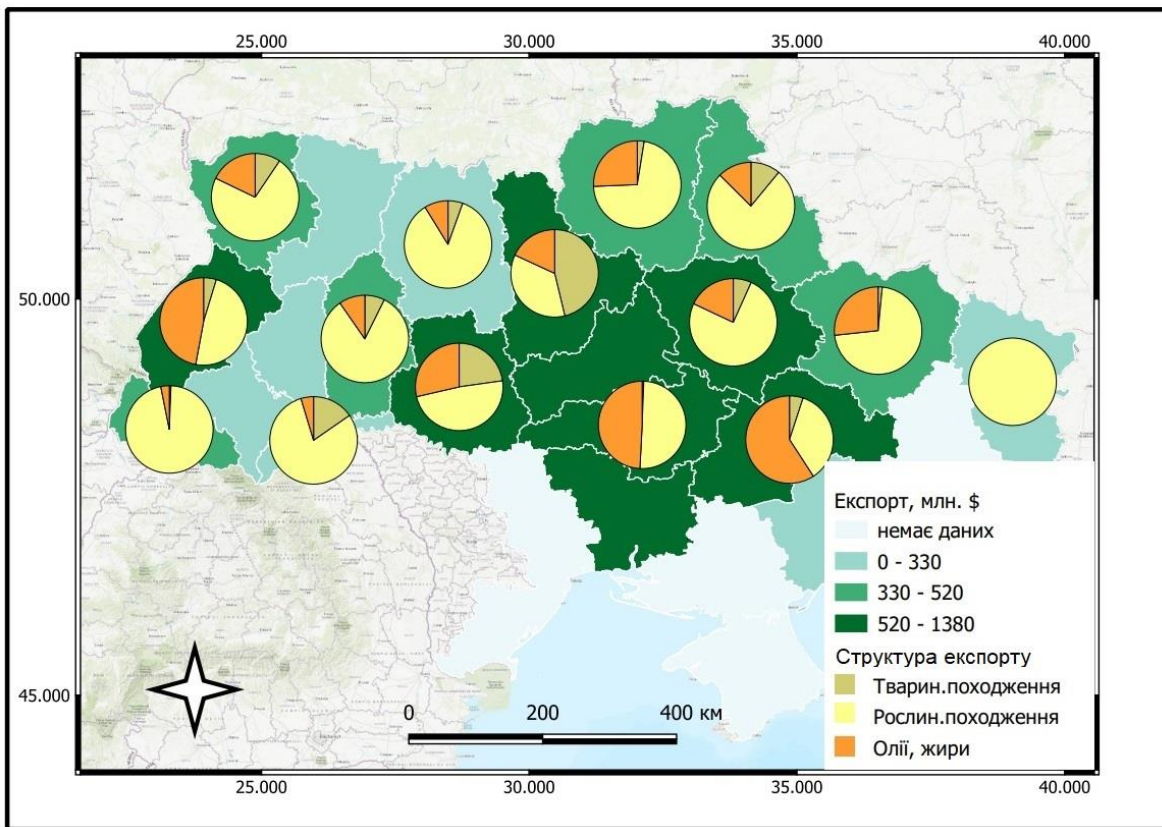 25.000 30.000 35.000 40.000
50.000
45.000
Експорт, млн. $
немає даних
0 - 330
330 - 520
520 - 1380
Структура експорту
Тварин.походження
Рослин.походження
Олії, жири
0 200 400 км
25.000 30.000 35.000 40.000